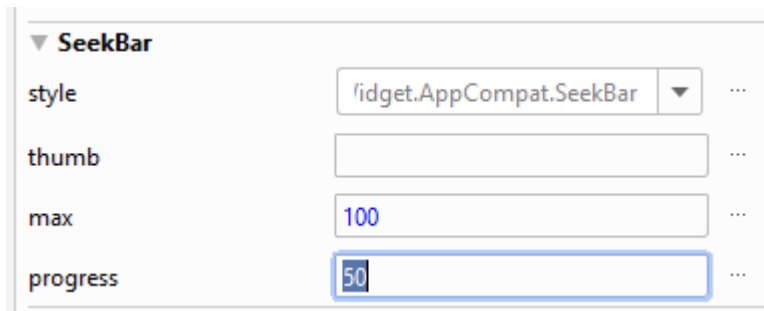 SeekBar
style /idget.AppCompat.SeekBar ...
thumb ...
max 100 ...
progress 50 ...